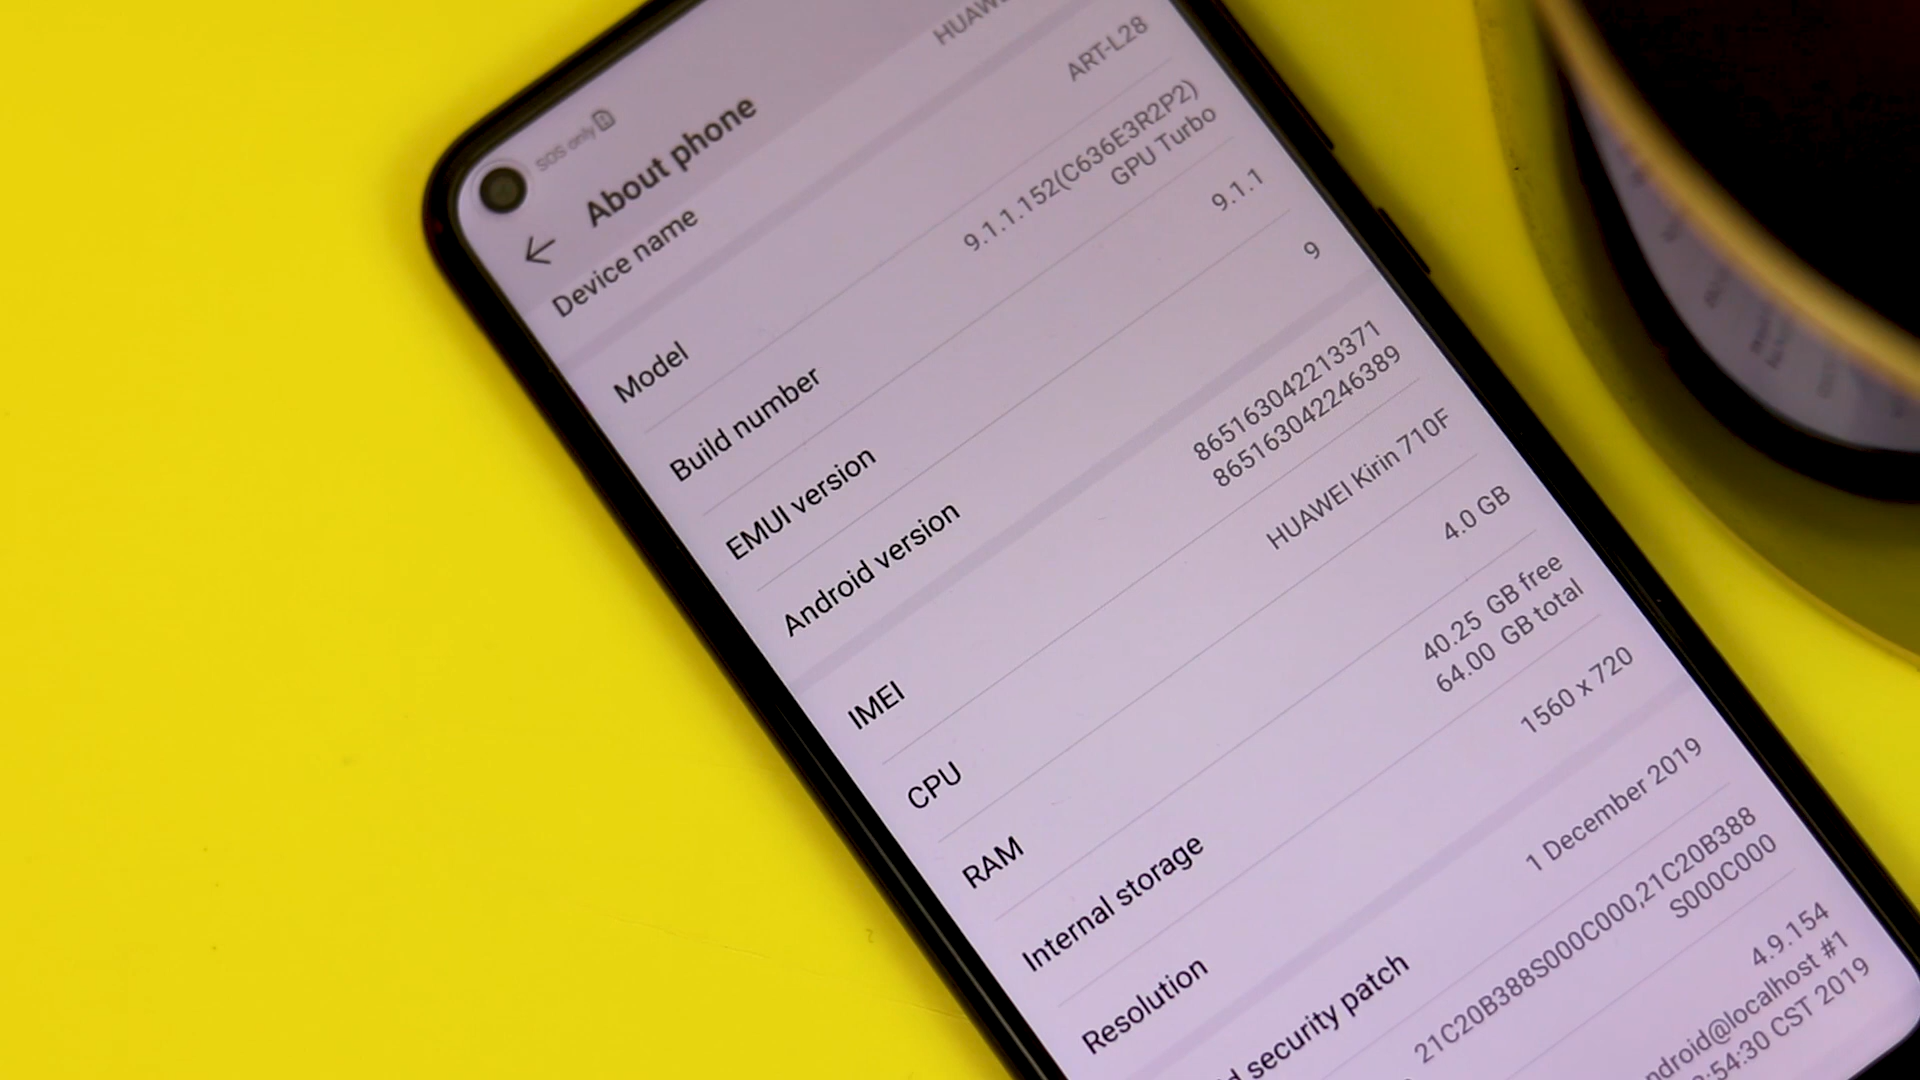 SOS only
About phone
Device name
Model ART-L28
Build number 9.1.1.152(C636E3R2P2)
GPU Turbo
EMUI version 9.1.1
Android version 9
IMEI 865163042213371
865163042246389
CPU HUAWEI Kirin 710F
RAM 4.0 GB
Internal storage 40.25 GB free
64.00 GB total
Resolution 1560 x 720
security patch 1 December 2019
21C20B388S000C000,21C20B388
S000C000
4.9.154
ndroid@localhost #1
:54:30 CST 2019